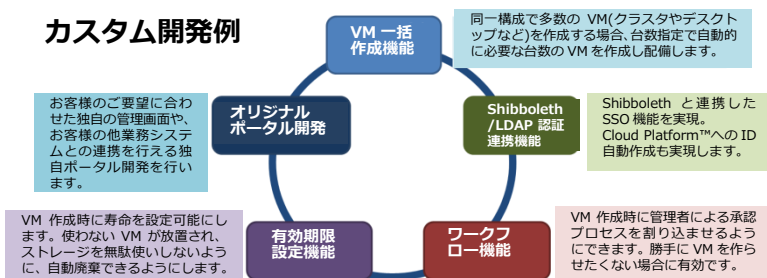 カスタム開発例
VM 一括
作成機能
同一構成で多数の VM(クラスタやデスクト
ップなど)を作成する場合、台数指定で自動的
に必要な台数の VM を作成し配備します。
お客様のご要望に合わ
せた独自の管理画面や、
お客様の他業務システ
ムとの連携を行える独
自ポータル開発を行い
ます。
オリジナル
ポータル開発
Shibboleth
/LDAP 認証
連携機能
Shibboleth と連携した
SSO 機能を実現。
Cloud Platform™への ID
自動作成も実現します。
VM 作成時に寿命を設定可能にし
ます。使わない VM が放置され、
ストレージを無駄使いしないよう
に、自動廃棄できるようにします。
有効期限
設定機能
ワークフ
ロー機能
VM 作成時に管理者による承認
プロセスを割り込ませるよう
にできます。勝手に VM を作ら
せたくない場合に有効です。